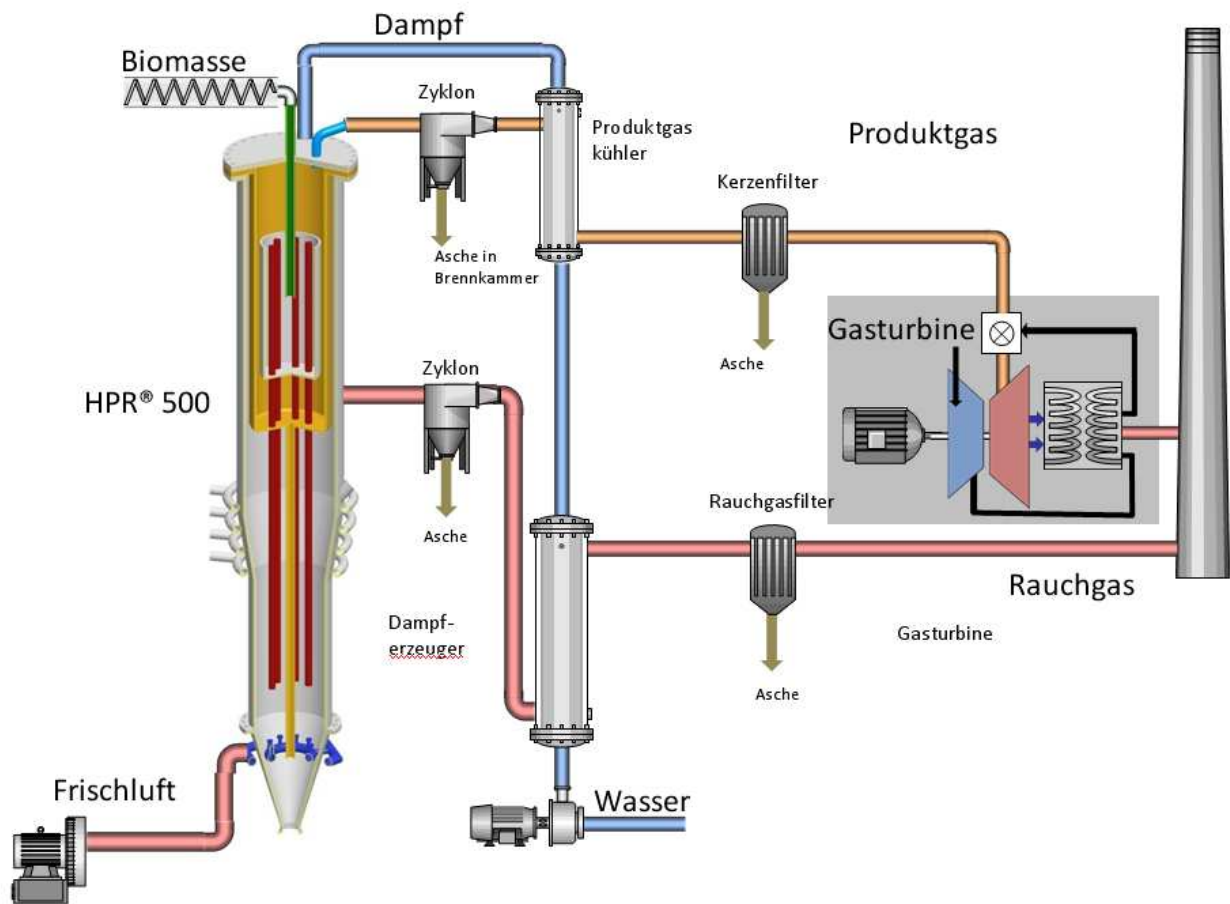 Dampf
Biomasse
Zyklon
Produktgas
kühler
Produktgas
Kerzenfilter
Asche in
Brennkammer
Asche
Gasturbine
Zyklon
HPR® 500
Rauchgasfilter
Asche
Rauchgas
Dampf-
erzeuger
Gasturbine
Asche
Frischluft
Wasser